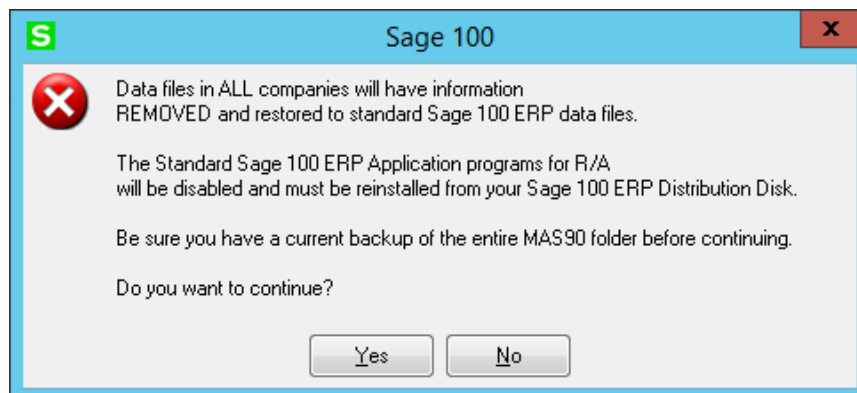 S
Sage 100
x
Data files in ALL companies will have information
REMOVED and restored to standard Sage 100 ERP data files.
The Standard Sage 100 ERP Application programs for R/A
will be disabled and must be reinstalled from your Sage 100 ERP Distribution Disk.
Be sure you have a current backup of the entire MAS90 folder before continuing.
Do you want to continue?
Yes
No